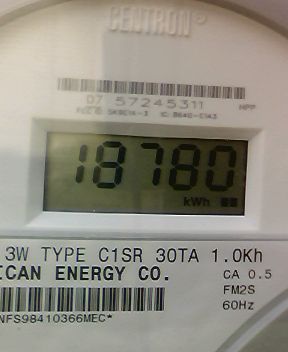 CENTRON®
07 57245311 HPP
18780
kWh
3W TYPE C1SR 30TA 1.0Kh
ICAN ENERGY CO. CA 0.5
FM2S
NFS98410366MEC* 60Hz